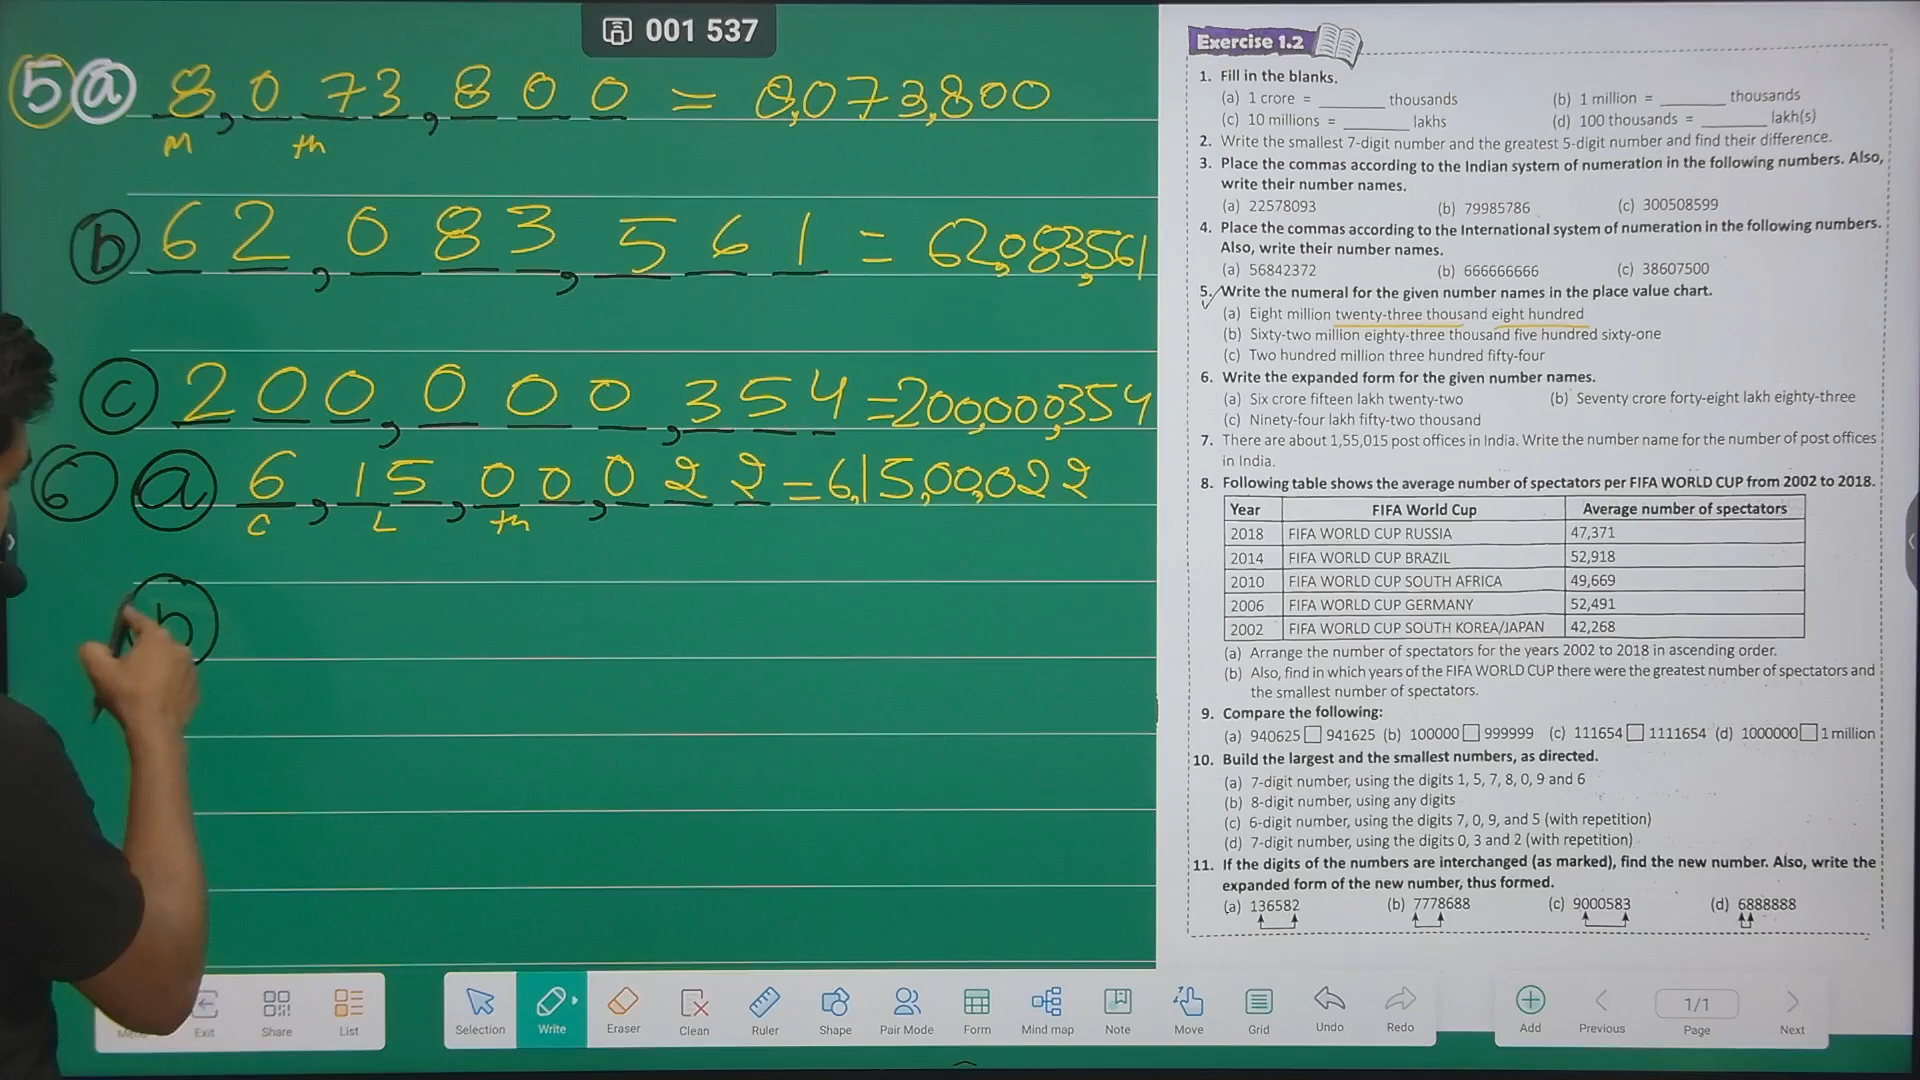 001 537
5 a 8,073,800 = 8,073,800
M th
b 62,083,561 = 62,083,561
c 200,000,354 =200,000,354
6 a 6,15,00,022 =6,15,00,022
C L th
b
Exercise 1.2
1. Fill in the blanks.
(a) 1 crore = ________ thousands (b) 1 million = ________ thousands
(c) 10 millions = ________ lakhs (d) 100 thousands = ________ lakh(s)
2. Write the smallest 7-digit number and the greatest 5-digit number and find their difference.
3. Place the commas according to the Indian system of numeration in the following numbers. Also,
write their number names.
(a) 22578093 (b) 79985786 (c) 300508599
4. Place the commas according to the International system of numeration in the following numbers.
Also, write their number names.
(a) 56842372 (b) 666666666 (c) 38607500
5. Write the numeral for the given number names in the place value chart.
(a) Eight million twenty-three thousand eight hundred
(b) Sixty-two million eighty-three thousand five hundred sixty-one
(c) Two hundred million three hundred fifty-four
6. Write the expanded form for the given number names.
(a) Six crore fifteen lakh twenty-two (b) Seventy crore forty-eight lakh eighty-three
(c) Ninety-four lakh fifty-two thousand
7. There are about 1,55,015 post offices in India. Write the number name for the number of post offices
in India.
8. Following table shows the average number of spectators per FIFA WORLD CUP from 2002 to 2018.
Year FIFA World Cup Average number of spectators
2018 FIFA WORLD CUP RUSSIA 47,371
2014 FIFA WORLD CUP BRAZIL 52,918
2010 FIFA WORLD CUP SOUTH AFRICA 49,669
2006 FIFA WORLD CUP GERMANY 52,491
2002 FIFA WORLD CUP SOUTH KOREA/JAPAN 42,268
(a) Arrange the number of spectators for the years 2002 to 2018 in ascending order.
(b) Also, find in which years of the FIFA WORLD CUP there were the greatest number of spectators and
the smallest number of spectators.
9. Compare the following:
(a) 940625 □ 941625 (b) 100000 □ 999999 (c) 111654 □ 1111654 (d) 1000000 □ 1 million
10. Build the largest and the smallest numbers, as directed.
(a) 7-digit number, using the digits 1, 5, 7, 8, 0, 9 and 6
(b) 8-digit number, using any digits
(c) 6-digit number, using the digits 7, 0, 9, and 5 (with repetition)
(d) 7-digit number, using the digits 0, 3 and 2 (with repetition)
11. If the digits of the numbers are interchanged (as marked), find the new number. Also, write the
expanded form of the new number, thus formed.
(a) 136582 (b) 7778688 (c) 9000583 (d) 6888888
Exit Share List Selection Write Eraser Clean Ruler Shape Pair Mode Form Mind map Note Move Grid Undo Redo Add Previous 1/1 Page Next